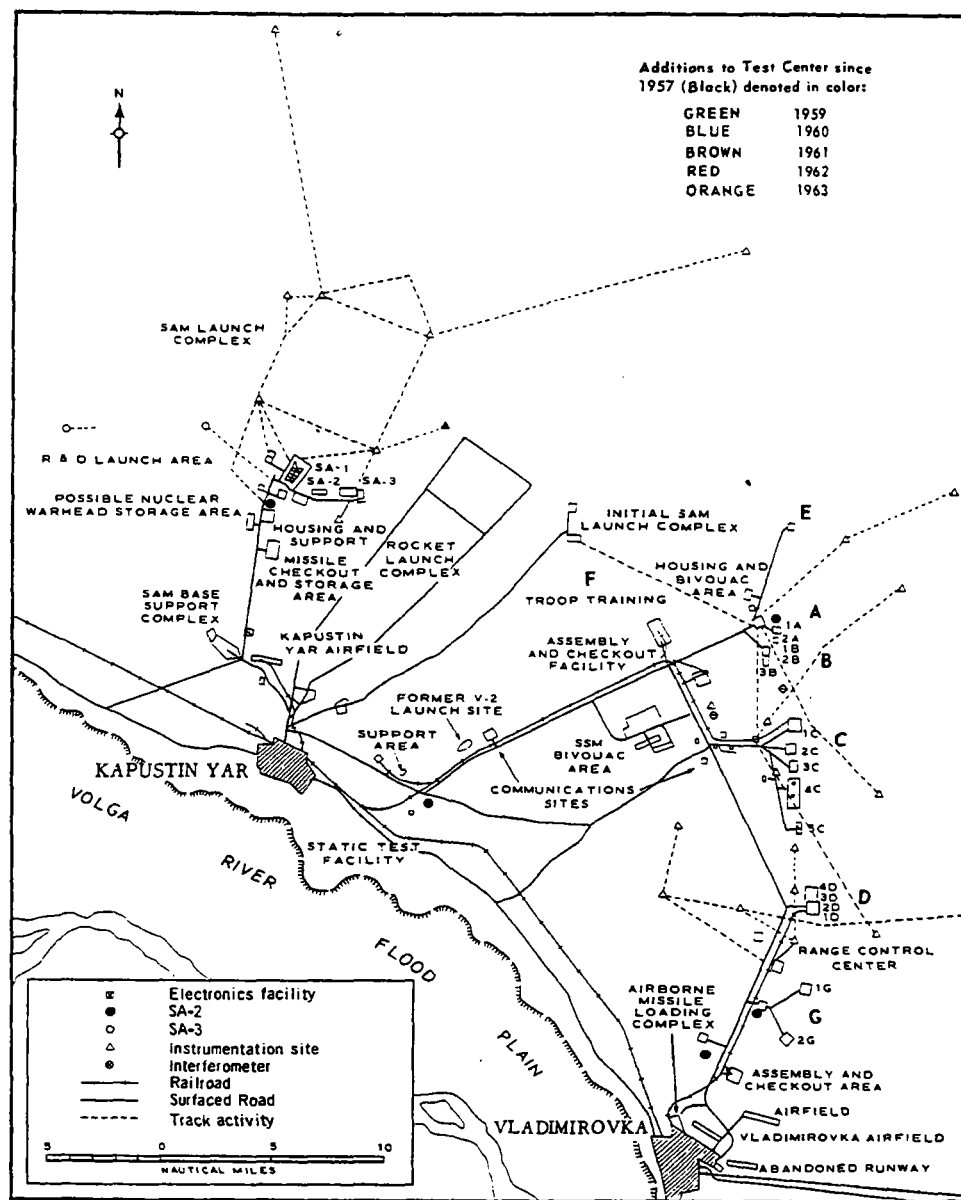 Additions to Test Center since
1957 (Black) denoted in color:
GREEN 1959
BLUE 1960
BROWN 1961
RED 1962
ORANGE 1963
N
SAM LAUNCH
COMPLEX
R & D LAUNCH AREA
SA-1
SA-2
SA-3
POSSIBLE NUCLEAR
WARHEAD STORAGE AREA
HOUSING AND
SUPPORT
MISSILE
CHECKOUT
AND STORAGE
AREA
ROCKET
LAUNCH
COMPLEX
INITIAL SAM
LAUNCH COMPLEX
E
HOUSING AND
BIVOUAC
AREA
F
TROOP TRAINING
A
1A
2A
1B
2B
3B
B
SAM BASE
SUPPORT
COMPLEX
KAPUSTIN
YAR AIRFIELD
ASSEMBLY
AND CHECKOUT
FACILITY
FORMER V-2
LAUNCH SITE
SUPPORT
AREA
SSM
BIVOUAC
AREA
1C
2C
3C
4C
5C
C
KAPUSTIN YAR
COMMUNICATIONS
SITES
VOLGA
RIVER
FLOOD
PLAIN
STATIC TEST
FACILITY
4D
3D
2D
1D
D
RANGE CONTROL
CENTER
AIRBORNE
MISSILE
LOADING
COMPLEX
1G
G
2G
ASSEMBLY AND
CHECKOUT AREA
AIRFIELD
VLADIMIROVKA
VLADIMIROVKA AIRFIELD
ABANDONED RUNWAY
Electronics facility
SA-2
SA-3
Instrumentation site
Interferometer
Railroad
Surfaced Road
Track activity
5 0 5 10
NAUTICAL MILES